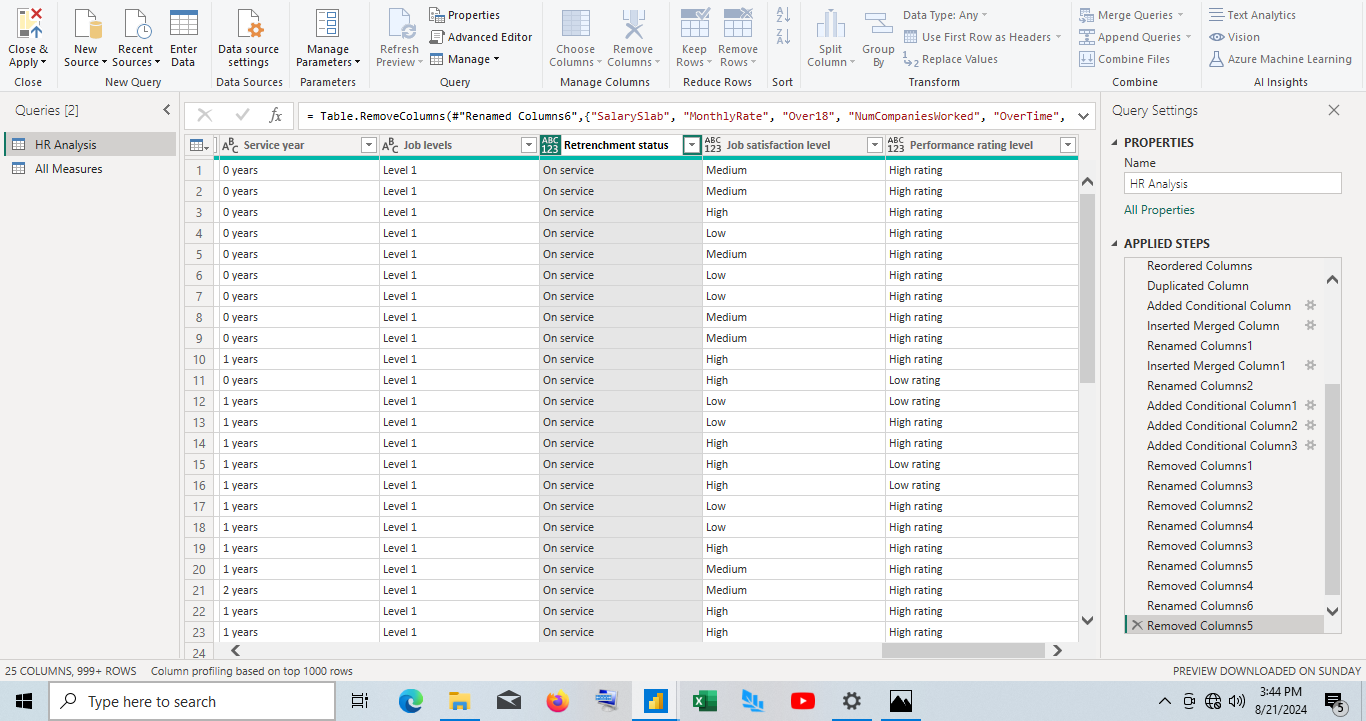 Close &
Apply
New
Source
Recent
Sources
Enter
Data
Data source
settings
Manage
Parameters
Refresh
Preview
Properties
Advanced Editor
Manage
Choose
Columns
Remove
Columns
Keep
Rows
Remove
Rows
Split
Column
Group
By
Data Type: Any
Use First Row as Headers
Replace Values
Merge Queries
Append Queries
Combine Files
Text Analytics
Vision
Azure Machine Learning
Close
New Query
Data Sources
Parameters
Query
Manage Columns
Reduce Rows
Sort
Transform
Combine
AI Insights
Queries [2]
HR Analysis
All Measures
fx
= Table.RemoveColumns(#"Renamed Columns6",{"SalarySlab", "MonthlyRate", "Over18", "NumCompaniesWorked", "OverTime",
ABC Service year ABC Job levels ABC 123 Retrenchment status ABC 123 Job satisfaction level ABC 123 Performance rating level
1 0 years Level 1 On service Medium High rating
2 0 years Level 1 On service Medium High rating
3 0 years Level 1 On service High High rating
4 0 years Level 1 On service Low High rating
5 0 years Level 1 On service Medium High rating
6 0 years Level 1 On service Low High rating
7 0 years Level 1 On service Low High rating
8 0 years Level 1 On service Medium High rating
9 0 years Level 1 On service Medium High rating
10 1 years Level 1 On service High High rating
11 0 years Level 1 On service High Low rating
12 1 years Level 1 On service Low Low rating
13 1 years Level 1 On service Low High rating
14 1 years Level 1 On service High High rating
15 1 years Level 1 On service High Low rating
16 1 years Level 1 On service High Low rating
17 1 years Level 1 On service Low High rating
18 1 years Level 1 On service Low High rating
19 1 years Level 1 On service High High rating
20 1 years Level 1 On service Medium High rating
21 2 years Level 1 On service Medium High rating
22 1 years Level 1 On service High High rating
23 1 years Level 1 On service High High rating
24
Query Settings
PROPERTIES
Name
HR Analysis
All Properties
APPLIED STEPS
Reordered Columns
Duplicated Column
Added Conditional Column
Inserted Merged Column
Renamed Columns1
Inserted Merged Column1
Renamed Columns2
Added Conditional Column1
Added Conditional Column2
Added Conditional Column3
Removed Columns1
Renamed Columns3
Removed Columns2
Renamed Columns4
Removed Columns3
Renamed Columns5
Removed Columns4
Renamed Columns6
Removed Columns5
25 COLUMNS, 999+ ROWS Column profiling based on top 1000 rows
PREVIEW DOWNLOADED ON SUNDAY
Type here to search
3:44 PM
8/21/2024
5